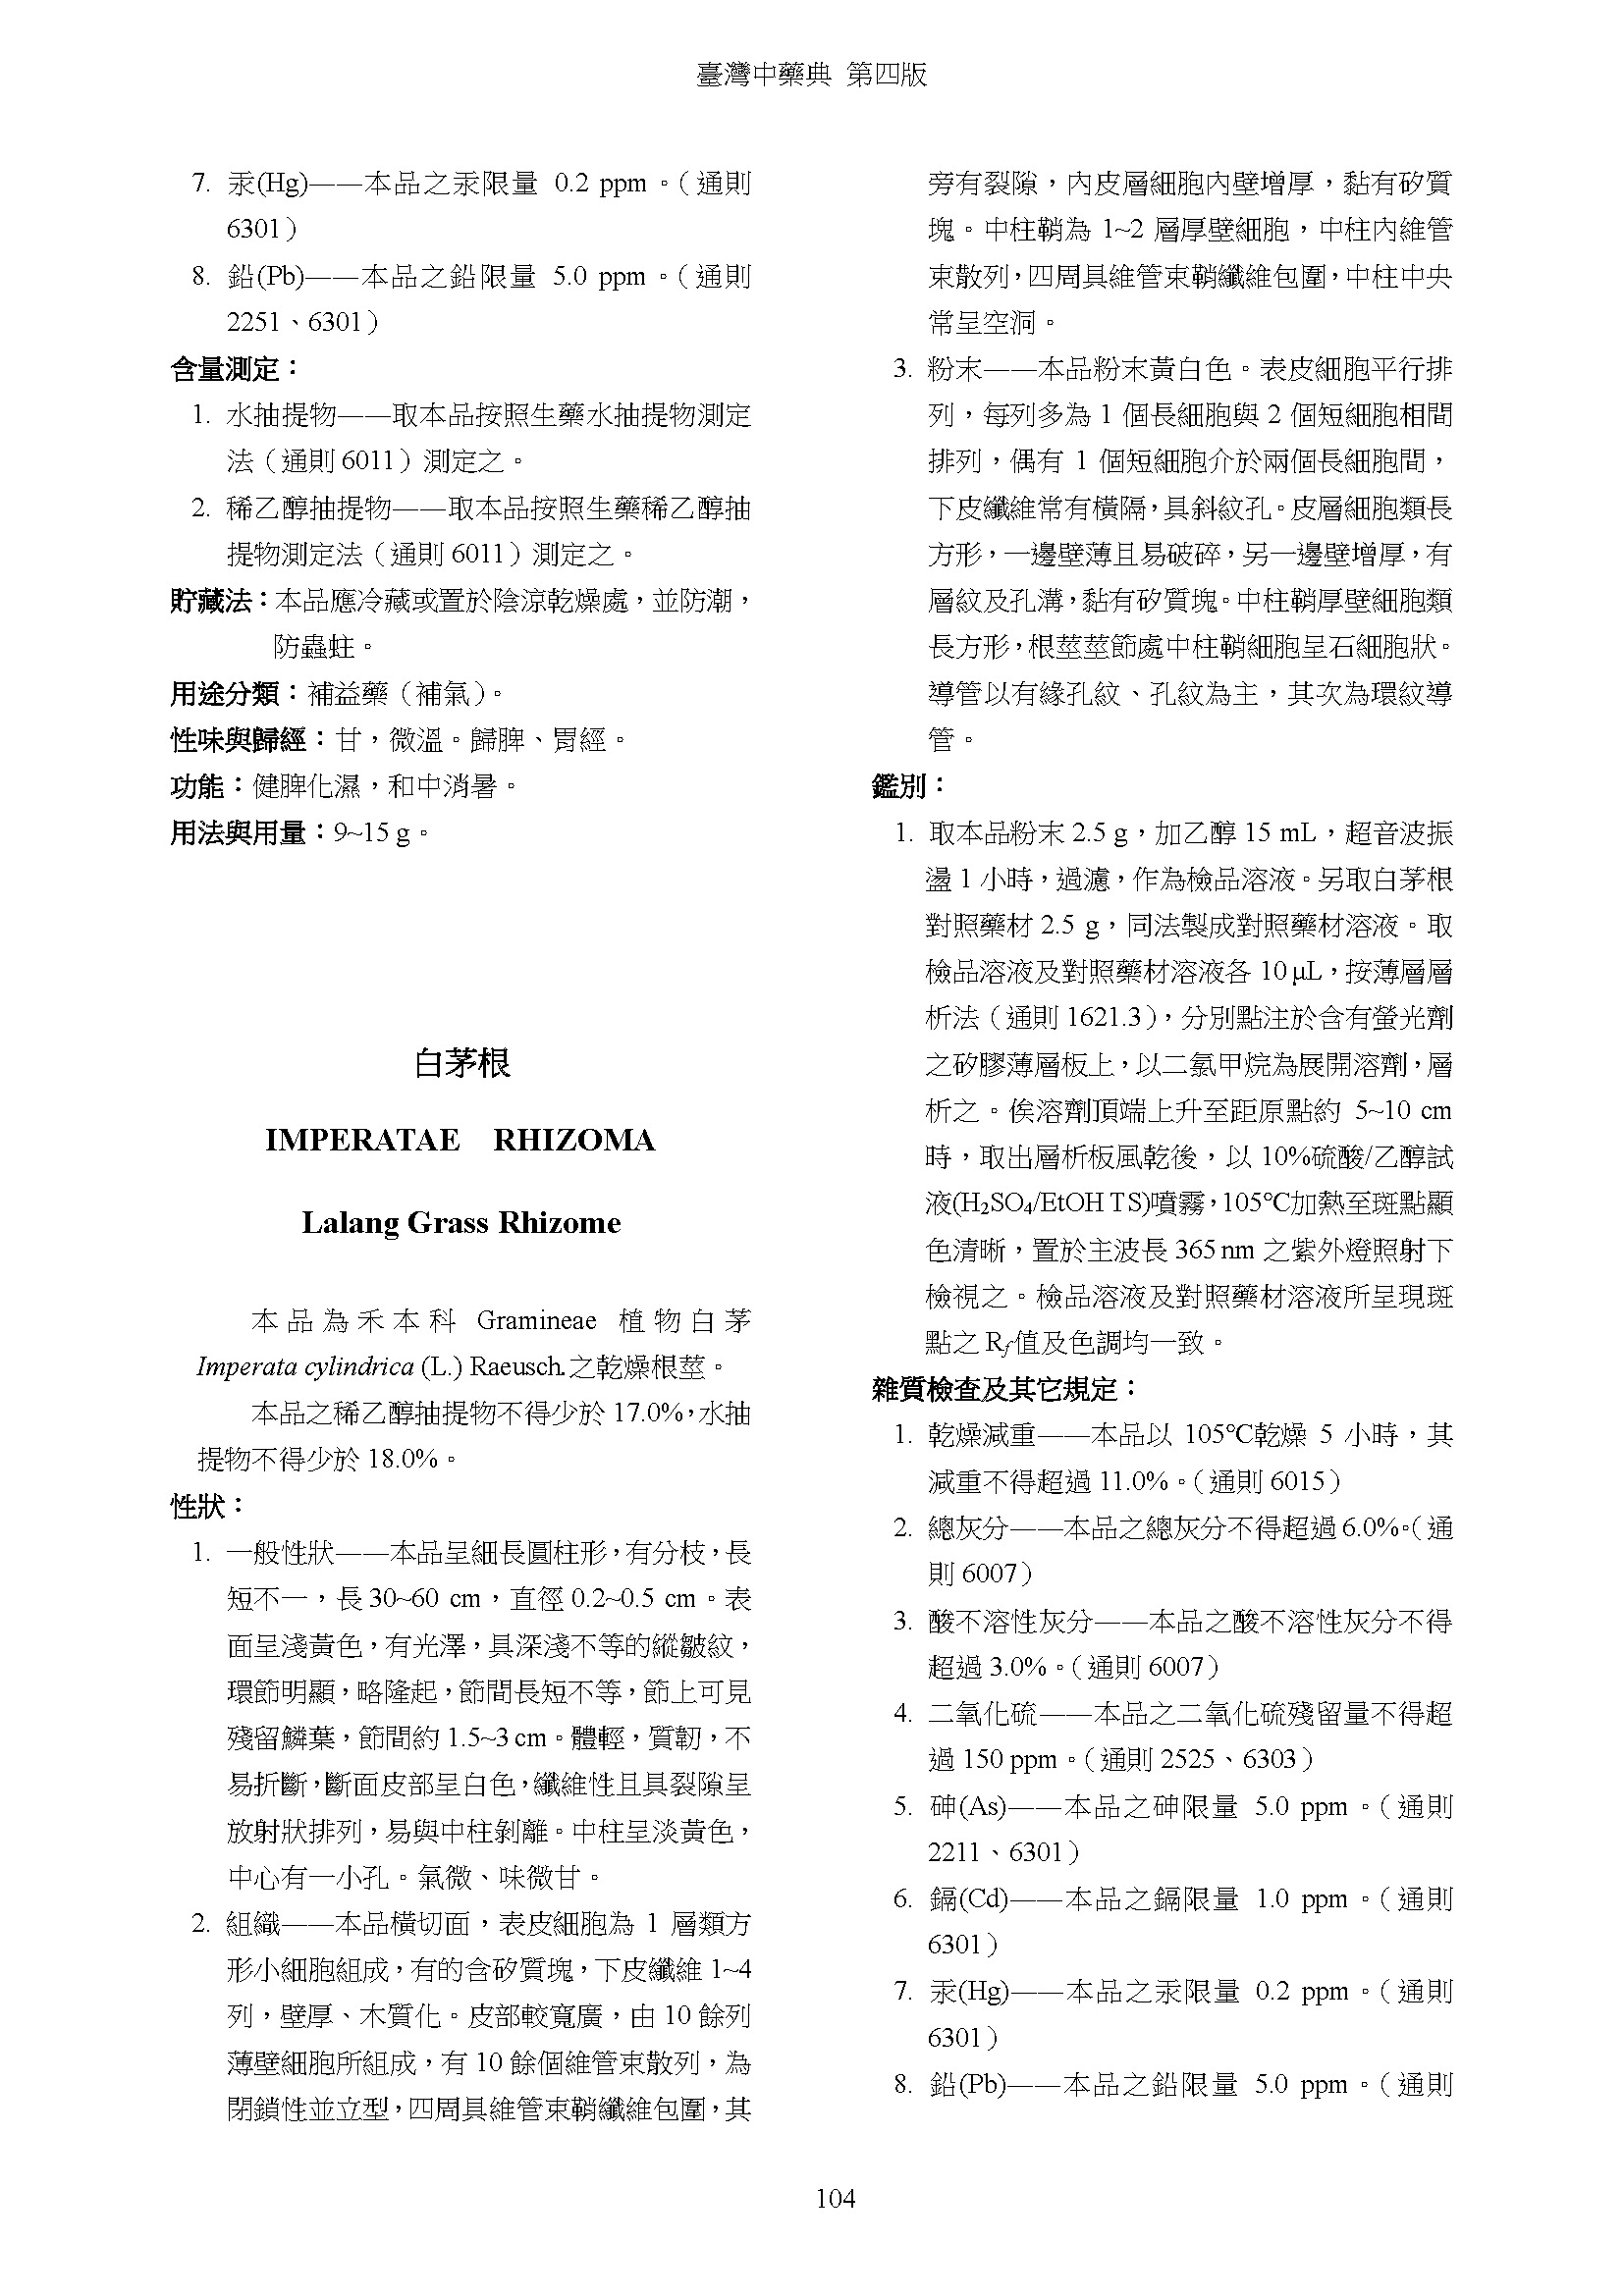 臺灣中藥典 第四版
7. 汞(Hg)——本品之汞限量 0.2 ppm。(通則
6301)
8. 鉛(Pb)——本品之鉛限量 5.0 ppm。(通則
2251、6301)
含量測定：
1. 水抽提物——取本品按照生藥水抽提物測定
法(通則 6011)測定之。
2. 稀乙醇抽提物——取本品按照生藥稀乙醇抽
提物測定法(通則 6011)測定之。
貯藏法：本品應冷藏或置於陰涼乾燥處，並防潮，
防蟲蛀。
用途分類：補益藥(補氣)。
性味與歸經：甘，微溫。歸脾、胃經。
功能：健脾化濕，和中消暑。
用法與用量：9~15 g。
白茅根
IMPERATAE RHIZOMA
Lalang Grass Rhizome
本品為禾本科 Gramineae 植物白茅
Imperata cylindrica (L.) Raeusch.之乾燥根莖。
本品之稀乙醇抽提物不得少於 17.0%，水抽
提物不得少於 18.0%。
性狀：
1. 一般性狀——本品呈細長圓柱形，有分枝，長
短不一，長 30~60 cm，直徑 0.2~0.5 cm。表
面呈淺黃色，有光澤，具深淺不等的縱皺紋，
環節明顯，略隆起，節間長短不等，節上可見
殘留鱗葉，節間約 1.5~3 cm。體輕，質韌，不
易折斷，斷面皮部呈白色，纖維性且具裂隙呈
放射狀排列，易與中柱剝離。中柱呈淡黃色，
中心有一小孔。氣微、味微甘。
2. 組織——本品橫切面，表皮細胞為 1 層類方
形小細胞組成，有的含矽質塊，下皮纖維 1~4
列，壁厚、木質化。皮部較寬廣，由 10 餘列
薄壁細胞所組成，有 10 餘個維管束散列，為
閉鎖性並立型，四周具維管束鞘纖維包圍，其
旁有裂隙，內皮層細胞內壁增厚，黏有矽質
塊。中柱鞘為 1~2 層厚壁細胞，中柱內維管
束散列，四周具維管束鞘纖維包圍，中柱中央
常呈空洞。
3. 粉末——本品粉末黃白色。表皮細胞平行排
列，每列多為 1 個長細胞與 2 個短細胞相間
排列，偶有 1 個短細胞介於兩個長細胞間，
下皮纖維常有橫隔，具斜紋孔。皮層細胞類長
方形，一邊壁薄且易破碎，另一邊壁增厚，有
層紋及孔溝，黏有矽質塊。中柱鞘厚壁細胞類
長方形，根莖莖節處中柱鞘細胞呈石細胞狀。
導管以有緣孔紋、孔紋為主，其次為環紋導
管。
鑑別：
1. 取本品粉末 2.5 g，加乙醇 15 mL，超音波振
盪 1 小時，過濾，作為檢品溶液。另取白茅根
對照藥材 2.5 g，同法製成對照藥材溶液。取
檢品溶液及對照藥材溶液各 10 μL，按薄層層
析法(通則 1621.3)，分別點注於含有螢光劑
之矽膠薄層板上，以二氯甲烷為展開溶劑，層
析之。俟溶劑頂端上升至距原點約 5~10 cm
時，取出層析板風乾後，以 10%硫酸/乙醇試
液(H₂SO₄/EtOH TS)噴霧，105°C加熱至斑點顯
色清晰，置於主波長 365 nm 之紫外燈照射下
檢視之。檢品溶液及對照藥材溶液所呈現斑
點之 Rf值及色調均一致。
雜質檢查及其它規定：
1. 乾燥減重——本品以 105°C乾燥 5 小時，其
減重不得超過 11.0%。(通則 6015)
2. 總灰分——本品之總灰分不得超過 6.0%。(通
則 6007)
3. 酸不溶性灰分——本品之酸不溶性灰分不得
超過 3.0%。(通則 6007)
4. 二氧化硫——本品之二氧化硫殘留量不得超
過 150 ppm。(通則 2525、6303)
5. 砷(As)——本品之砷限量 5.0 ppm。(通則
2211、6301)
6. 鎘(Cd)——本品之鎘限量 1.0 ppm。(通則
6301)
7. 汞(Hg)——本品之汞限量 0.2 ppm。(通則
6301)
8. 鉛(Pb)——本品之鉛限量 5.0 ppm。(通則
104